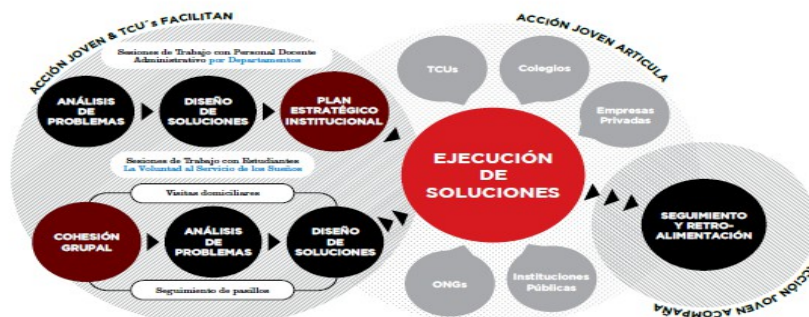 ACCIÓN JOVEN & TCU´s FACILITAN
Sesiones de Trabajo con Personal Docente
Administrativo por Departamentos
ANÁLISIS
DE
PROBLEMAS
DISEÑO
DE
SOLUCIONES
PLAN
ESTRATÉGICO
INSTITUCIONAL
Sesiones de Trabajo con Estudiantes
La Voluntad al Servicio de los Sueños
Visitas domiciliares
COHESIÓN
GRUPAL
ANÁLISIS
DE
PROBLEMAS
DISEÑO
DE
SOLUCIONES
Seguimiento de pasillos
ACCIÓN JOVEN ARTICULA
TCUs
Colegios
Empresas
Privadas
EJECUCIÓN
DE
SOLUCIONES
ONGs
Instituciones
Públicas
SEGUIMIENTO
Y RETRO-
ALIMENTACIÓN
CCIÓN JOVEN ACOMPAÑA